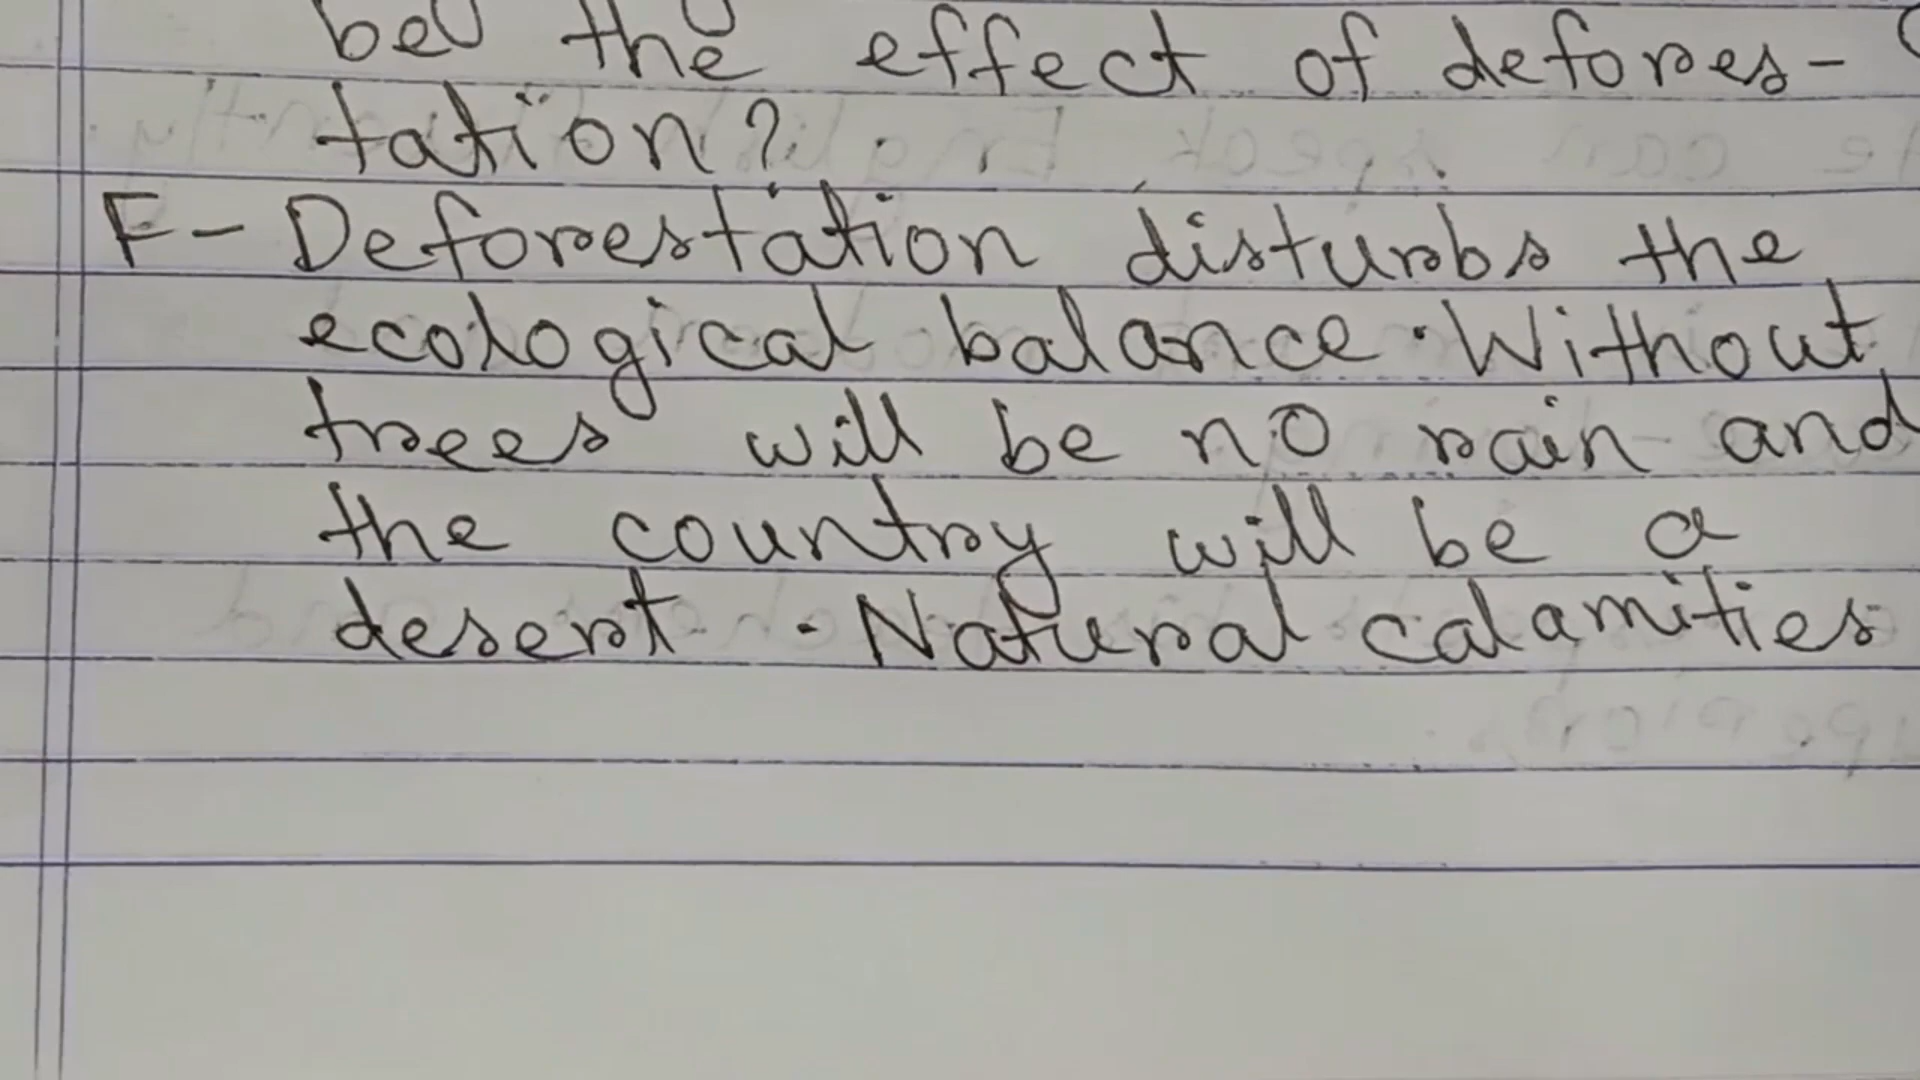 be the effect of defores-
tation?
F- Deforestation disturbs the
ecological balance. Without
trees will be no rain and
the country will be a
desert. Natural calamities